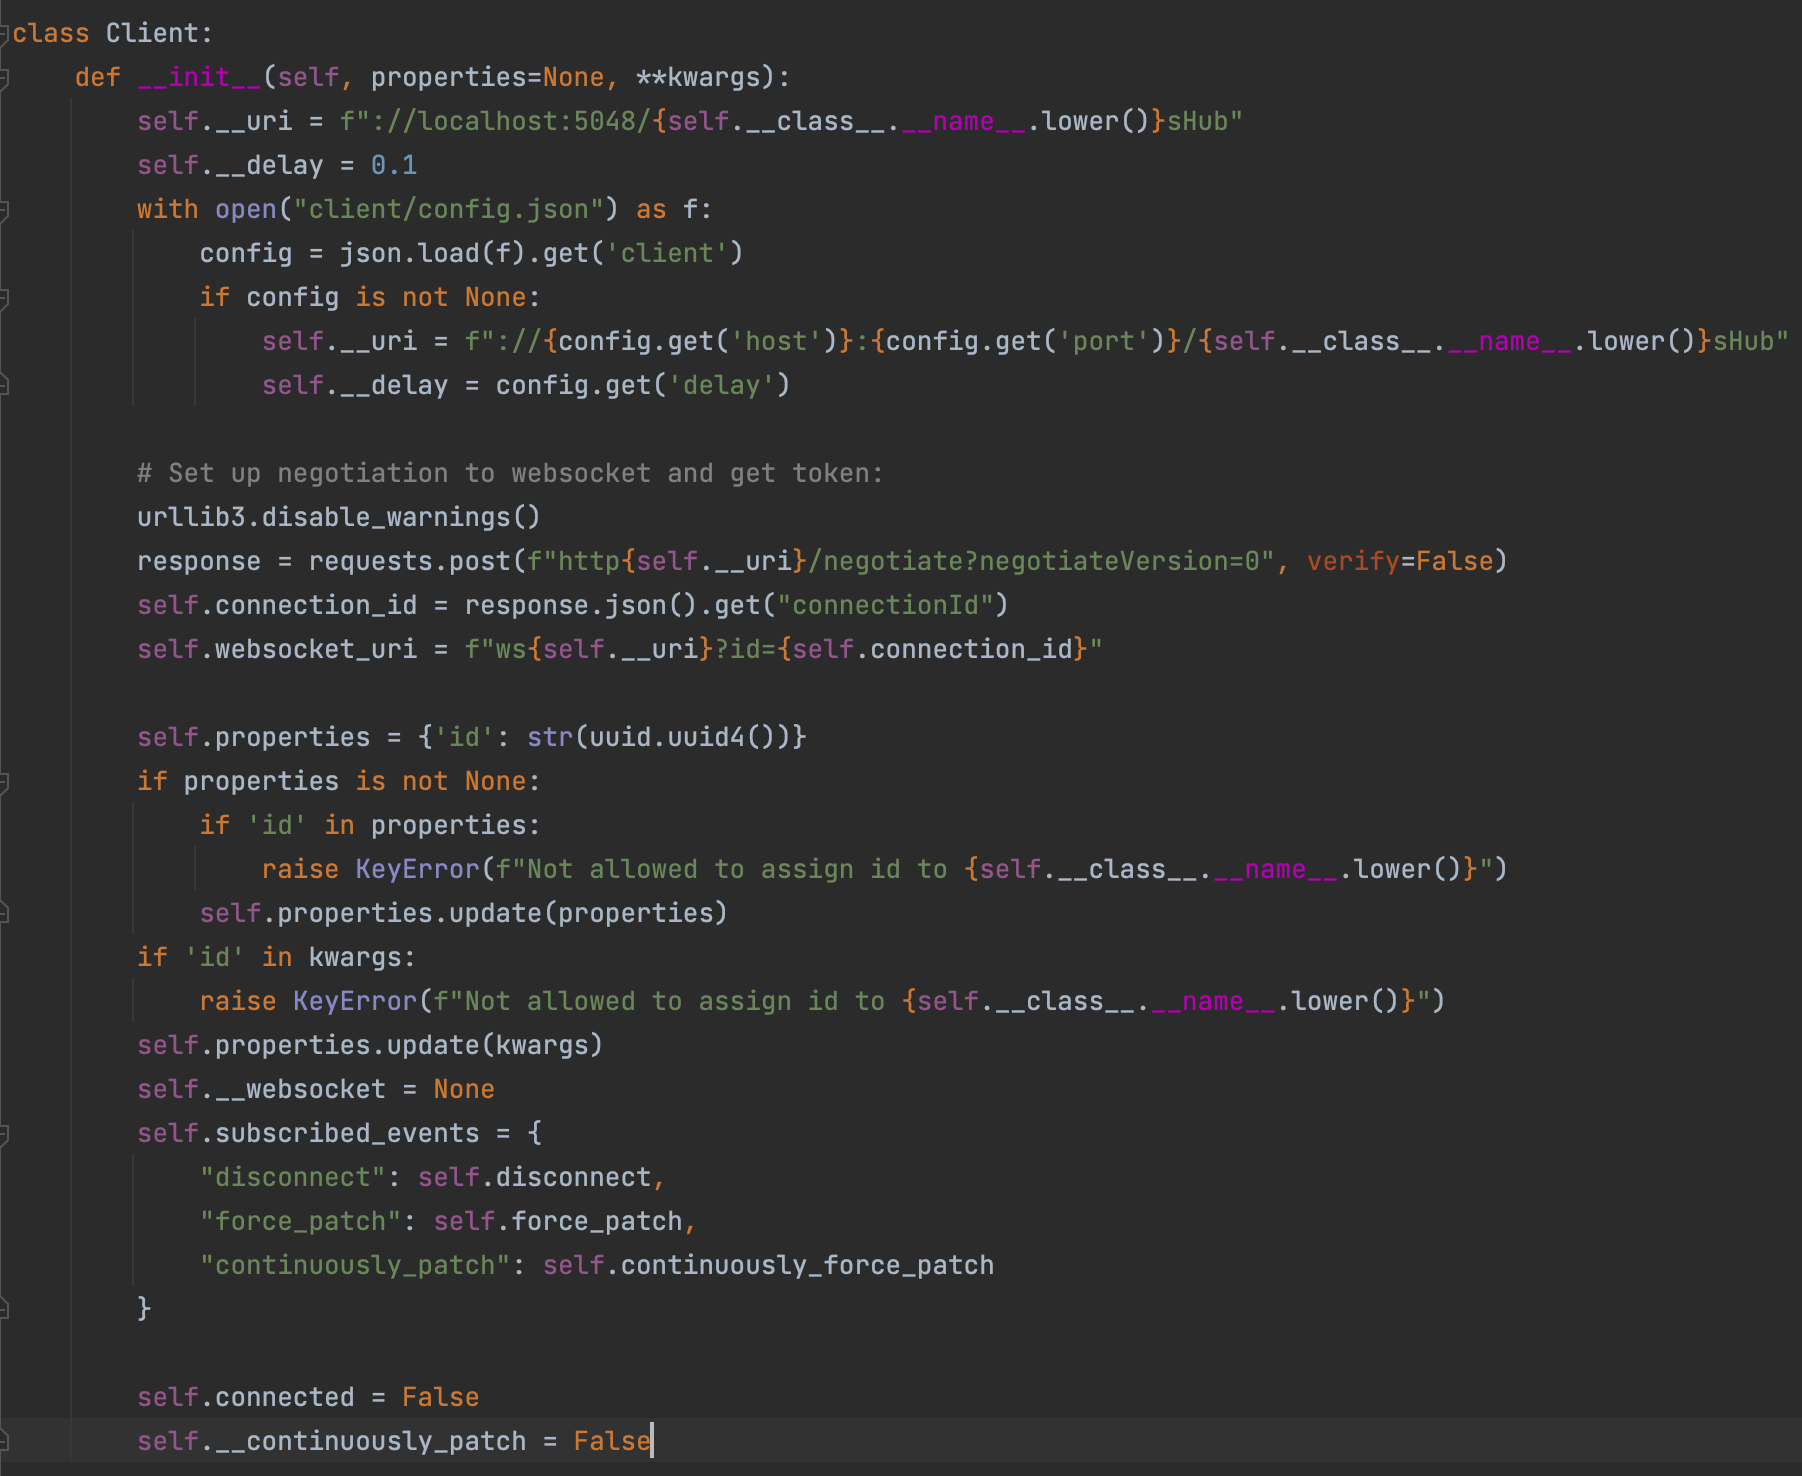 class Client:
    def __init__(self, properties=None, **kwargs):
        self.__uri = f"://localhost:5048/{self.__class__.__name__.lower()}sHub"
        self.__delay = 0.1
        with open("client/config.json") as f:
            config = json.load(f).get('client')
            if config is not None:
                self.__uri = f"://{config.get('host')}:{config.get('port')}/{self.__class__.__name__.lower()}sHub"
                self.__delay = config.get('delay')

        # Set up negotiation to websocket and get token:
        urllib3.disable_warnings()
        response = requests.post(f"http{self.__uri}/negotiate?negotiateVersion=0", verify=False)
        self.connection_id = response.json().get("connectionId")
        self.websocket_uri = f"ws{self.__uri}?id={self.connection_id}"

        self.properties = {'id': str(uuid.uuid4())}
        if properties is not None:
            if 'id' in properties:
                raise KeyError(f"Not allowed to assign id to {self.__class__.__name__.lower()}")
            self.properties.update(properties)
        if 'id' in kwargs:
            raise KeyError(f"Not allowed to assign id to {self.__class__.__name__.lower()}")
        self.properties.update(kwargs)
        self.__websocket = None
        self.subscribed_events = {
            "disconnect": self.disconnect,
            "force_patch": self.force_patch,
            "continuously_patch": self.continuously_force_patch
        }

        self.connected = False
        self.__continuously_patch = False